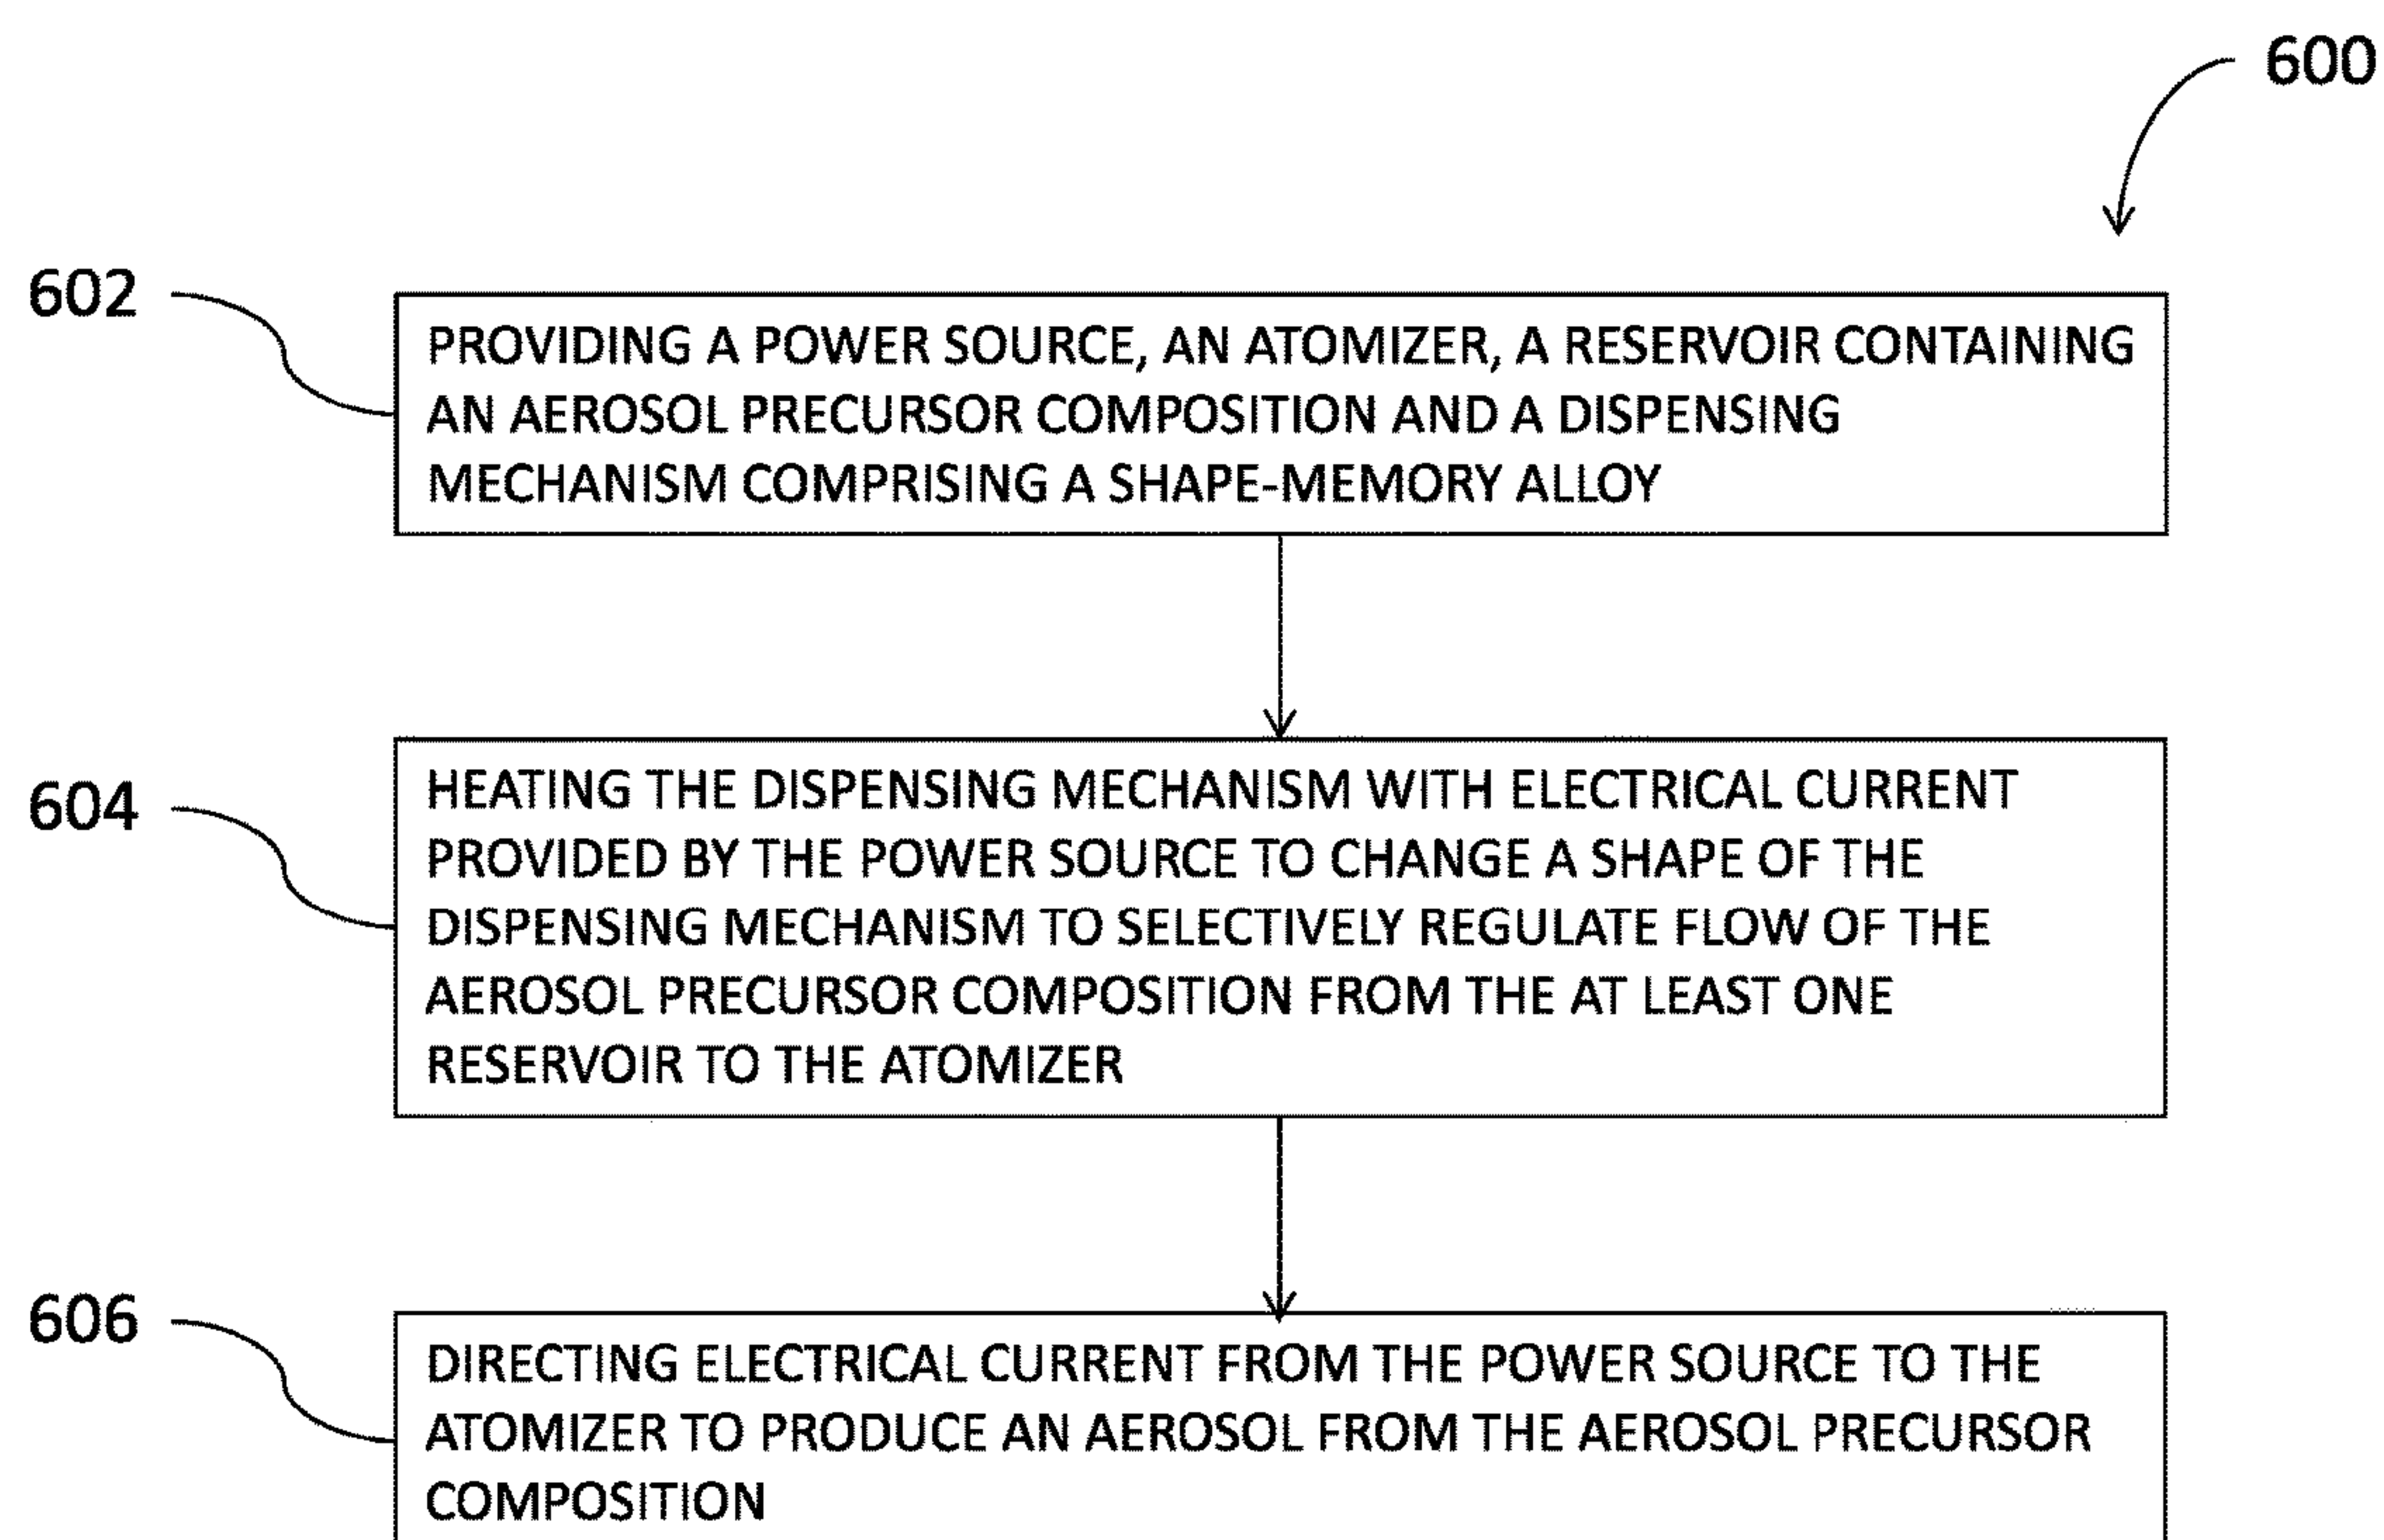 600
602
PROVIDING A POWER SOURCE, AN ATOMIZER, A RESERVOIR CONTAINING
AN AEROSOL PRECURSOR COMPOSITION AND A DISPENSING
MECHANISM COMPRISING A SHAPE-MEMORY ALLOY
604
HEATING THE DISPENSING MECHANISM WITH ELECTRICAL CURRENT
PROVIDED BY THE POWER SOURCE TO CHANGE A SHAPE OF THE
DISPENSING MECHANISM TO SELECTIVELY REGULATE FLOW OF THE
AEROSOL PRECURSOR COMPOSITION FROM THE AT LEAST ONE
RESERVOIR TO THE ATOMIZER
606
DIRECTING ELECTRICAL CURRENT FROM THE POWER SOURCE TO THE
ATOMIZER TO PRODUCE AN AEROSOL FROM THE AEROSOL PRECURSOR
COMPOSITION